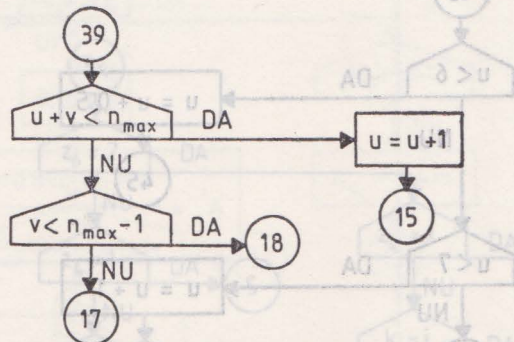 39
u + v < n_max DA
u = u + 1
NU
15
v < n_max - 1 DA
18
NU
17